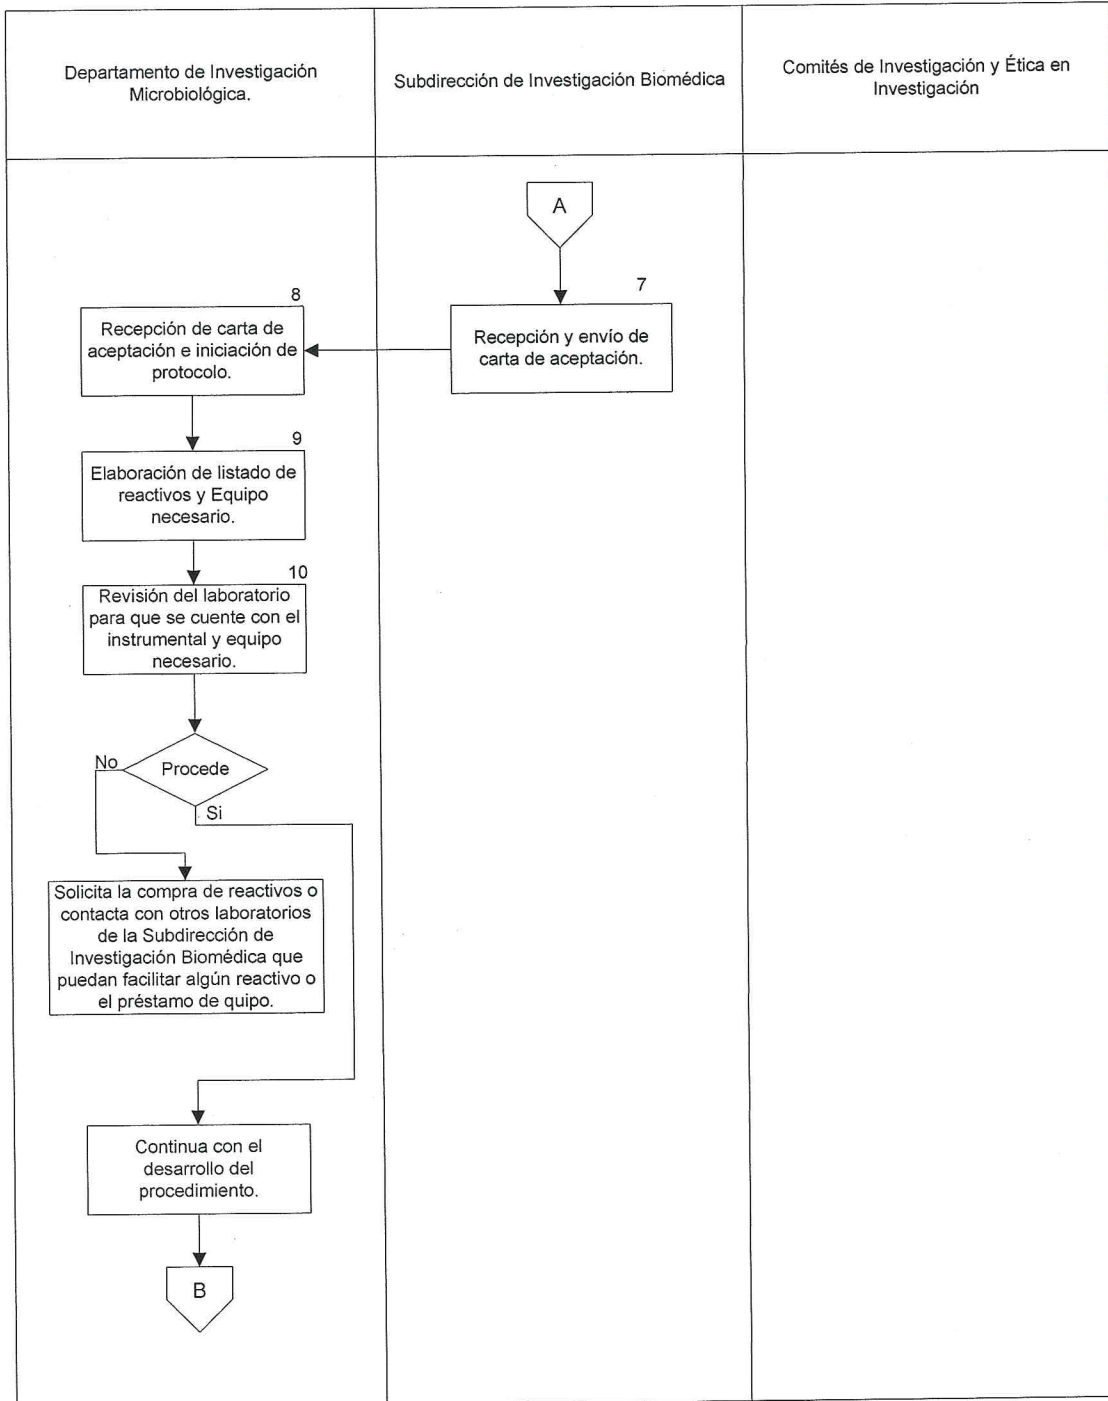 Departamento de Investigación
Microbiológica.
Subdirección de Investigación Biomédica
Comités de Investigación y Ética en
Investigación
A
7
Recepción y envío de
carta de aceptación.
8
Recepción de carta de
aceptación e iniciación de
protocolo.
9
Elaboración de listado de
reactivos y Equipo
necesario.
10
Revisión del laboratorio
para que se cuente con el
instrumental y equipo
necesario.
Procede
No
Si
Solicita la compra de reactivos o
contacta con otros laboratorios
de la Subdirección de
Investigación Biomédica que
puedan facilitar algún reactivo o
el préstamo de quipo.
Continua con el
desarrollo del
procedimiento.
B